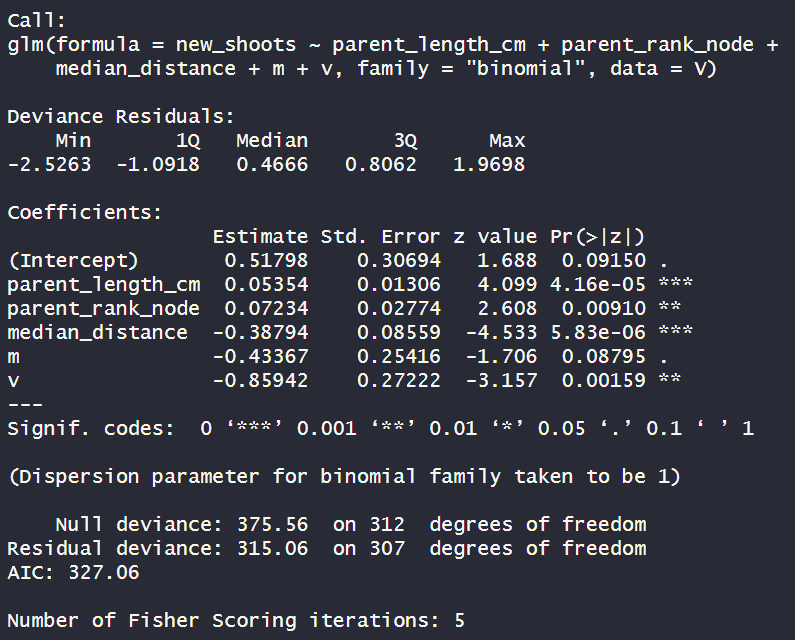 Call:
glm(formula = new_shoots ~ parent_length_cm + parent_rank_node +
    median_distance + m + v, family = "binomial", data = V)

Deviance Residuals:
    Min       1Q   Median       3Q      Max
-2.5263  -1.0918   0.4666   0.8062   1.9698

Coefficients:
                 Estimate Std. Error z value Pr(>|z|)
(Intercept)       0.51798    0.30694   1.688  0.09150 .
parent_length_cm  0.05354    0.01306   4.099 4.16e-05 ***
parent_rank_node  0.07234    0.02774   2.608  0.00910 **
median_distance  -0.38794    0.08559  -4.533 5.83e-06 ***
m                -0.43367    0.25416  -1.706  0.08795 .
v                -0.85942    0.27222  -3.157  0.00159 **
---
Signif. codes:  0 ‘***’ 0.001 ‘**’ 0.01 ‘*’ 0.05 ‘.’ 0.1 ‘ ’ 1

(Dispersion parameter for binomial family taken to be 1)

    Null deviance: 375.56  on 312  degrees of freedom
Residual deviance: 315.06  on 307  degrees of freedom
AIC: 327.06

Number of Fisher Scoring iterations: 5